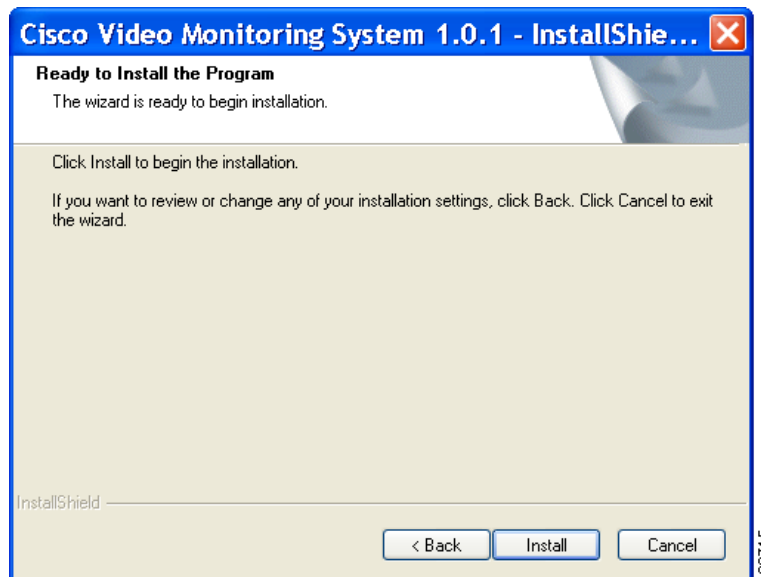 Cisco Video Monitoring System 1.0.1 - InstallShie...
Ready to Install the Program
The wizard is ready to begin installation.
Click Install to begin the installation.
If you want to review or change any of your installation settings, click Back. Click Cancel to exit
the wizard.
InstallShield
< Back
Install
Cancel